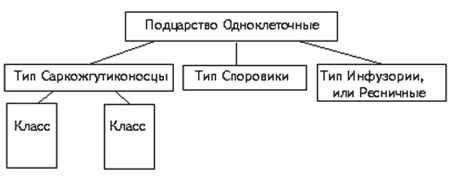 Подцарство Одноклеточные
Тип Саркожгутиконосцы
Тип Споровики
Тип Инфузории,
или Ресничные
Класс
Класс